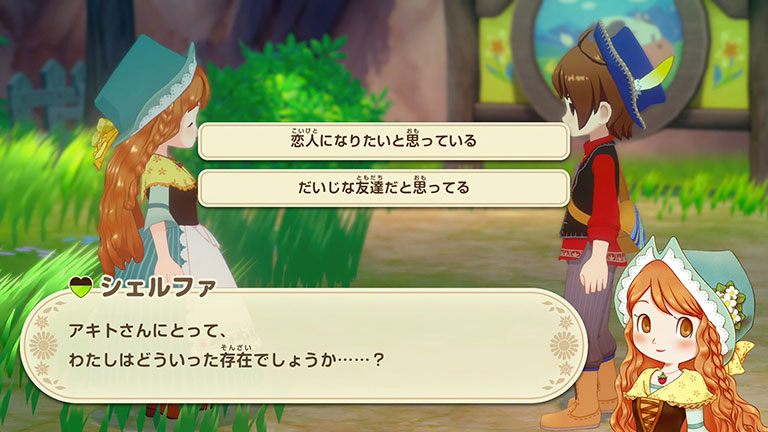 恋人になりたいと思っている
だいじな友達だと思ってる
シェルファ
アキトさんにとって、
わたしはどういった存在でしょうか……？